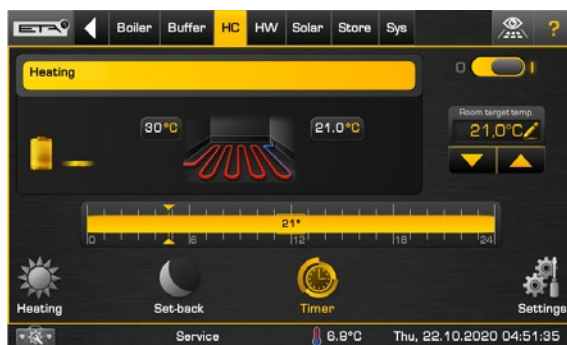 ETA Boiler Buffer HC HW Solar Store Sys ?
Heating
O I
30°C 21.0°C
Room target temp.
21,0°C
21°
0 6 12 18 24
Heating Set-back Timer Settings
Service 6.8°C Thu, 22.10.2020 04:51:35